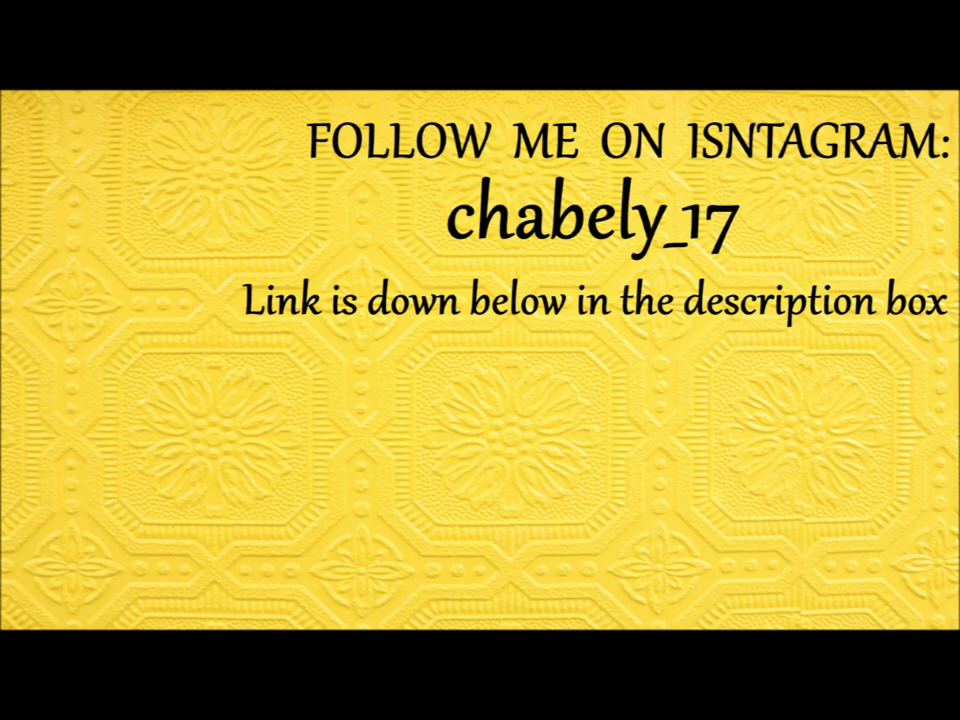 FOLLOW ME ON ISNTAGRAM:
chabely_17
Link is down below in the description box